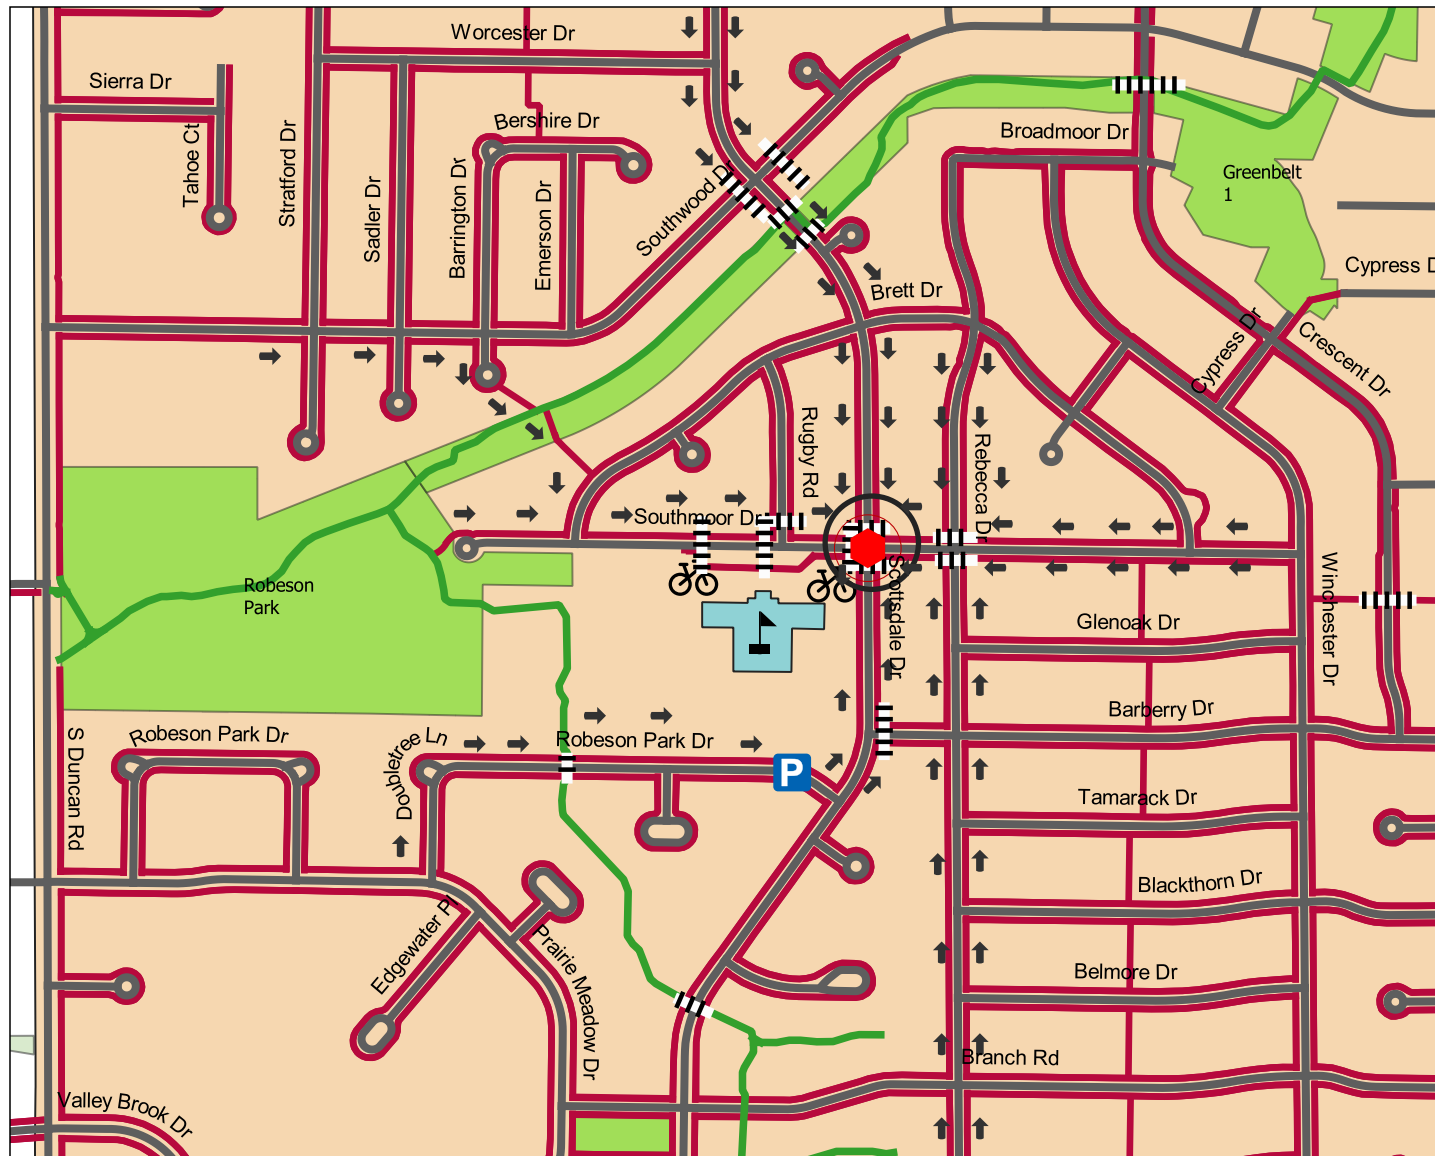 Worcester Dr
Sierra Dr
Bershire Dr
Broadmoor Dr
Tahoe Ct
Stratford Dr
Sadler Dr
Barrington Dr
Emerson Dr
Southwood Dr
Greenbelt
1
Cypress D
Brett Dr
Cypress Dr
Crescent Dr
Rugby Rd
Rebecca Dr
Southmoor Dr
Robeson
Park
Scottsdale Dr
Winchester Dr
Glenoak Dr
Barberry Dr
S Duncan Rd
Robeson Park Dr
Doubletree Ln
Robeson Park Dr
P
Tamarack Dr
Blackthorn Dr
Edgewater Pl
Prairie Meadow Dr
Belmore Dr
Branch Rd
Valley Brook Dr